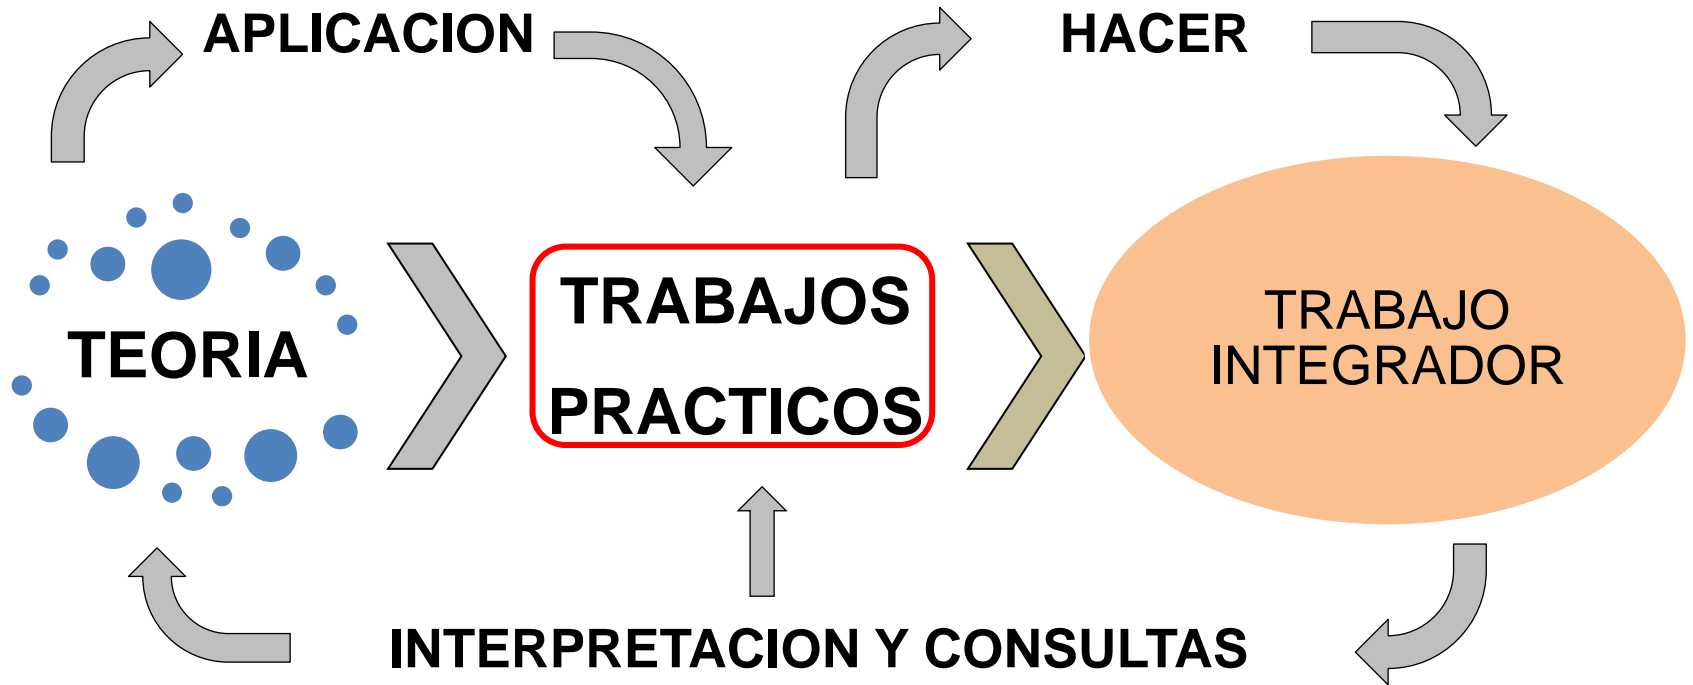 APLICACION
HACER
TEORIA
TRABAJOS
PRACTICOS
TRABAJO
INTEGRADOR
INTERPRETACION Y CONSULTAS